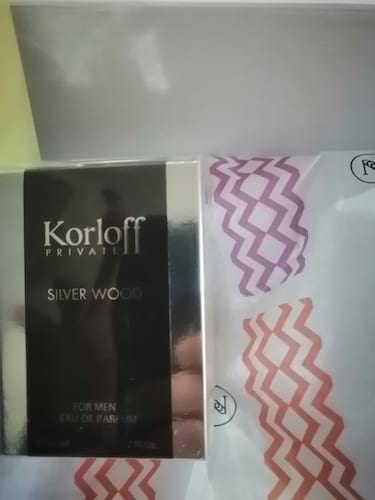 Korloff
PRIVATE
SILVER WOOD
FOR MEN
EAU DE PARFUM